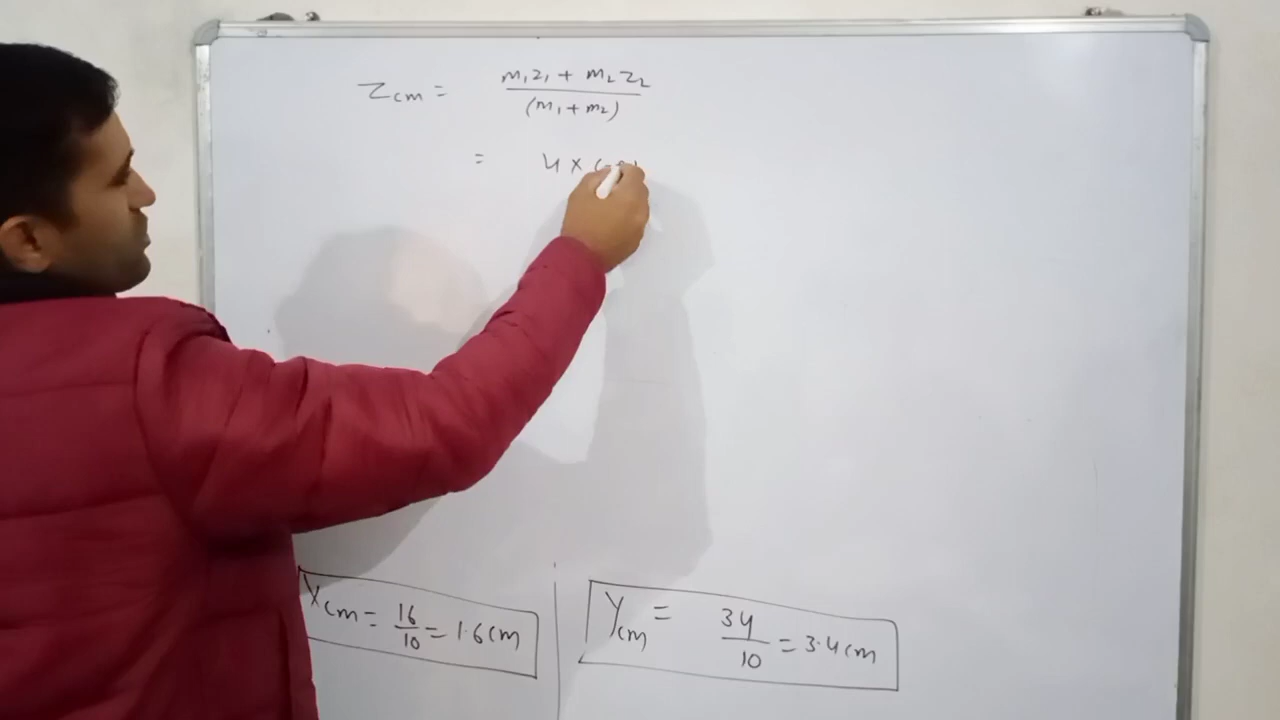 Zcm = (m₁z₁ + m₂z₂) / (m₁ + m₂)
= 4 × (-
Xcm = 16/10 = 1.6cm
Ycm = 34/10 = 3.4cm